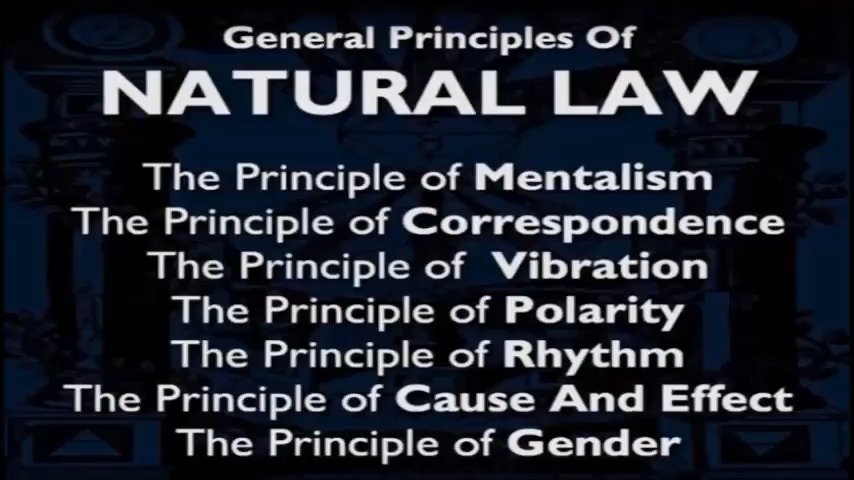 General Principles Of
NATURAL LAW
The Principle of Mentalism
The Principle of Correspondence
The Principle of Vibration
The Principle of Polarity
The Principle of Rhythm
The Principle of Cause And Effect
The Principle of Gender